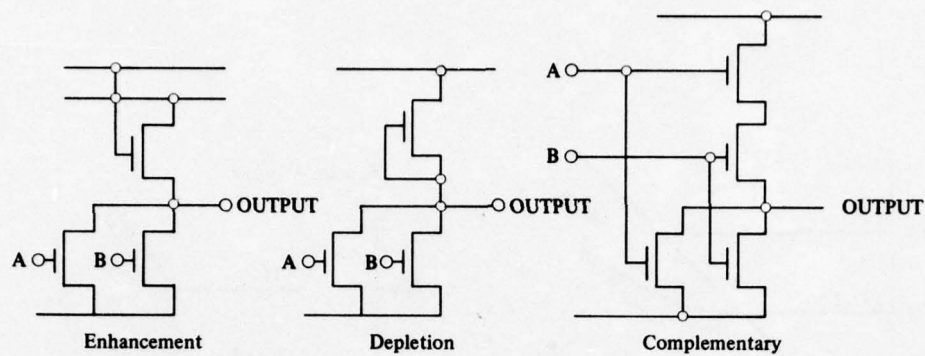 A
B
OUTPUT
A
B
Enhancement
OUTPUT
A
B
Depletion
A
B
OUTPUT
Complementary